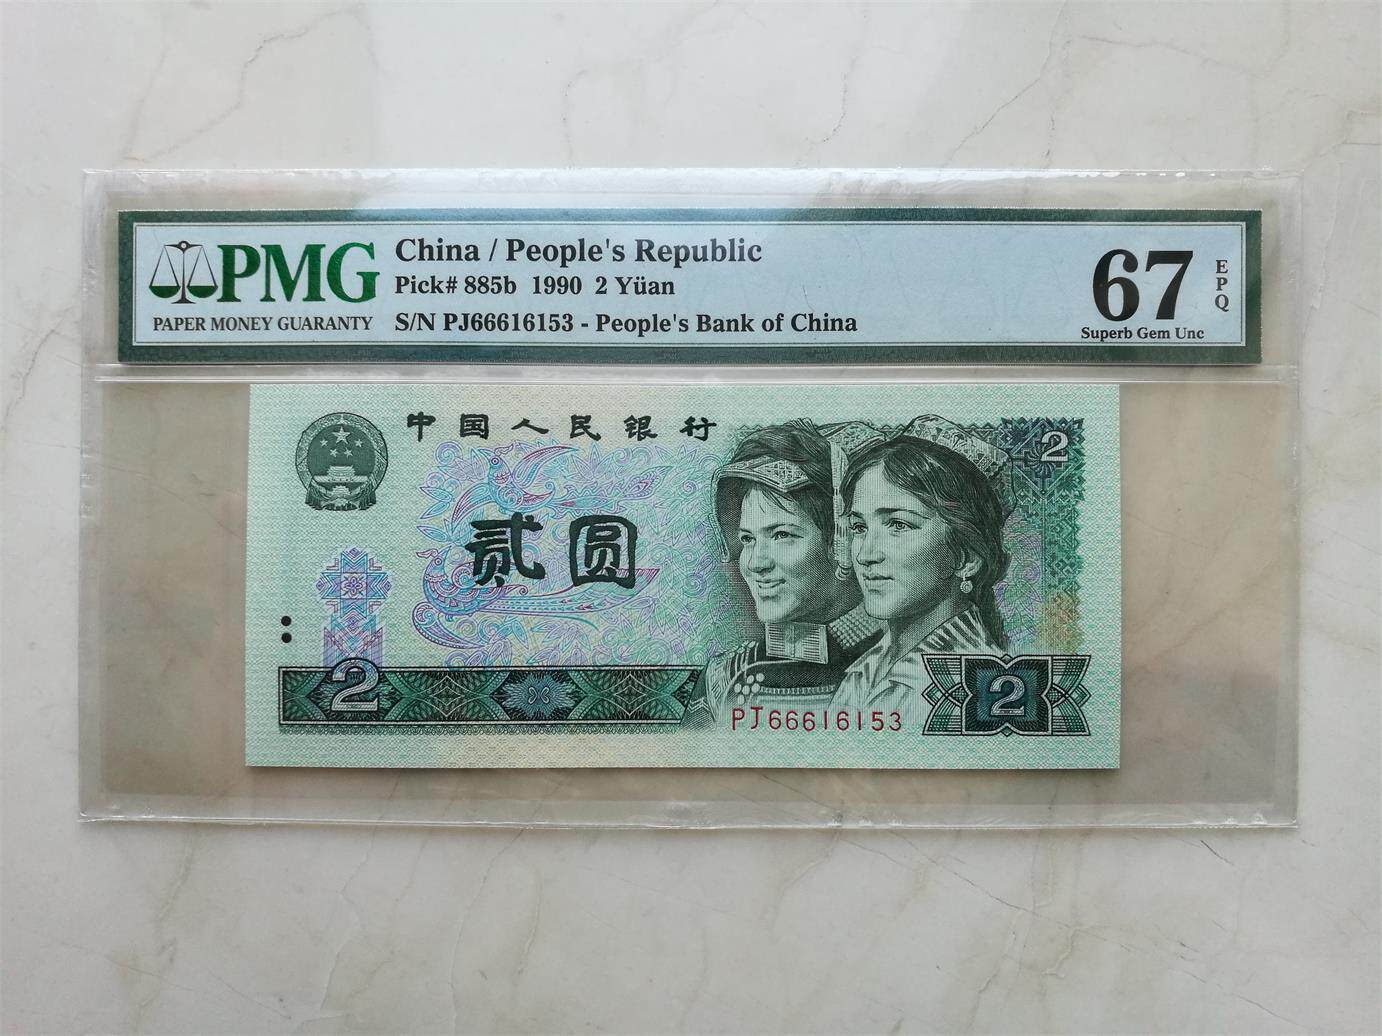 PMG
PAPER MONEY GUARANTY
China / People's Republic
Pick# 885b 1990 2 Yüan
S/N PJ66616153 - People's Bank of China
67
EPQ
Superb Gem Unc
中国人民银行
2
贰圆
2
PJ66616153
2